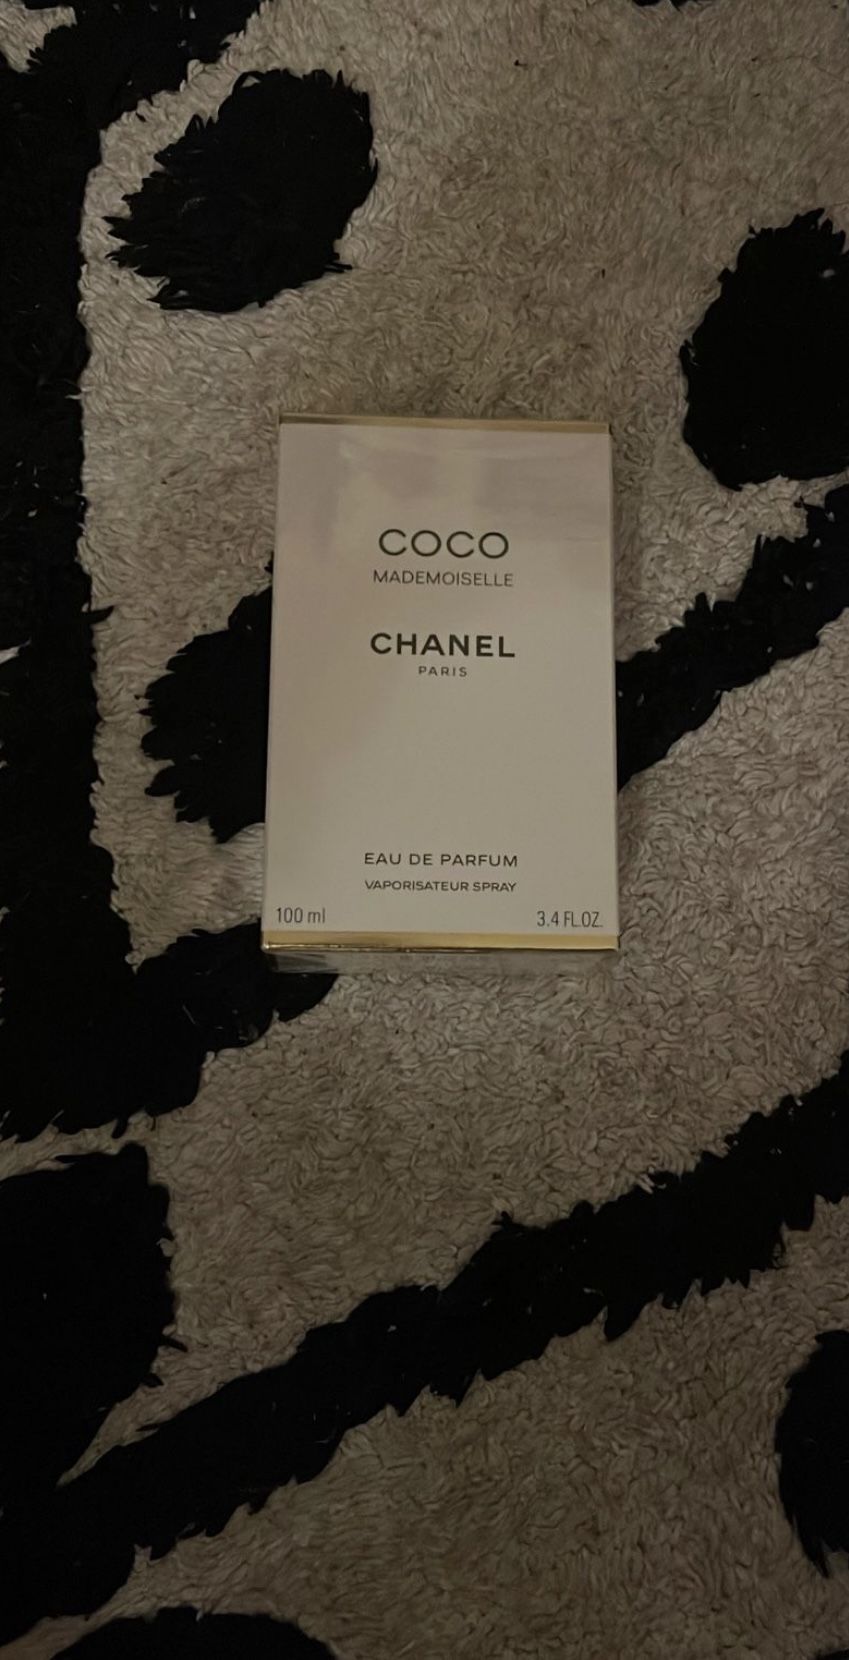 COCO
MADEMOISELLE
CHANEL
PARIS
EAU DE PARFUM
VAPORISATEUR SPRAY
100 ml 3.4 FL.OZ.